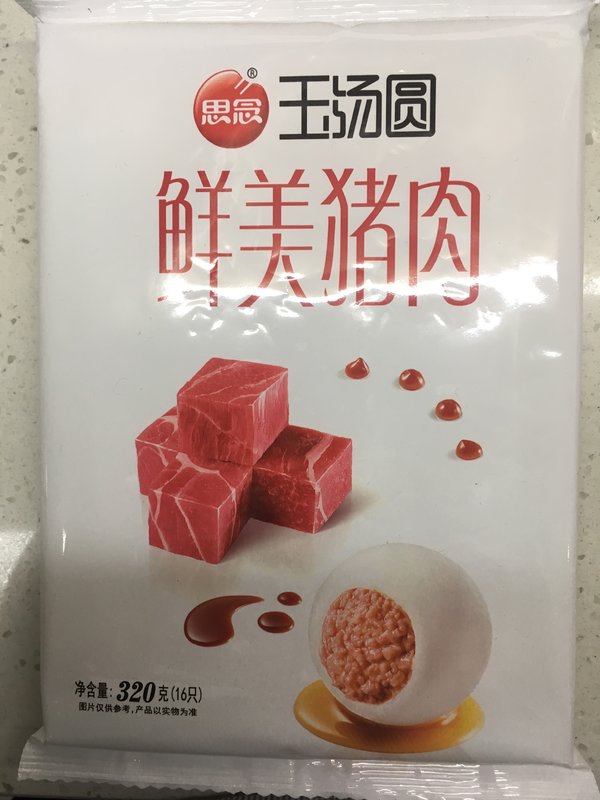 思念® 玉汤圆
鲜美猪肉
净含量: 320克(16只)
图片仅供参考,产品以实物为准